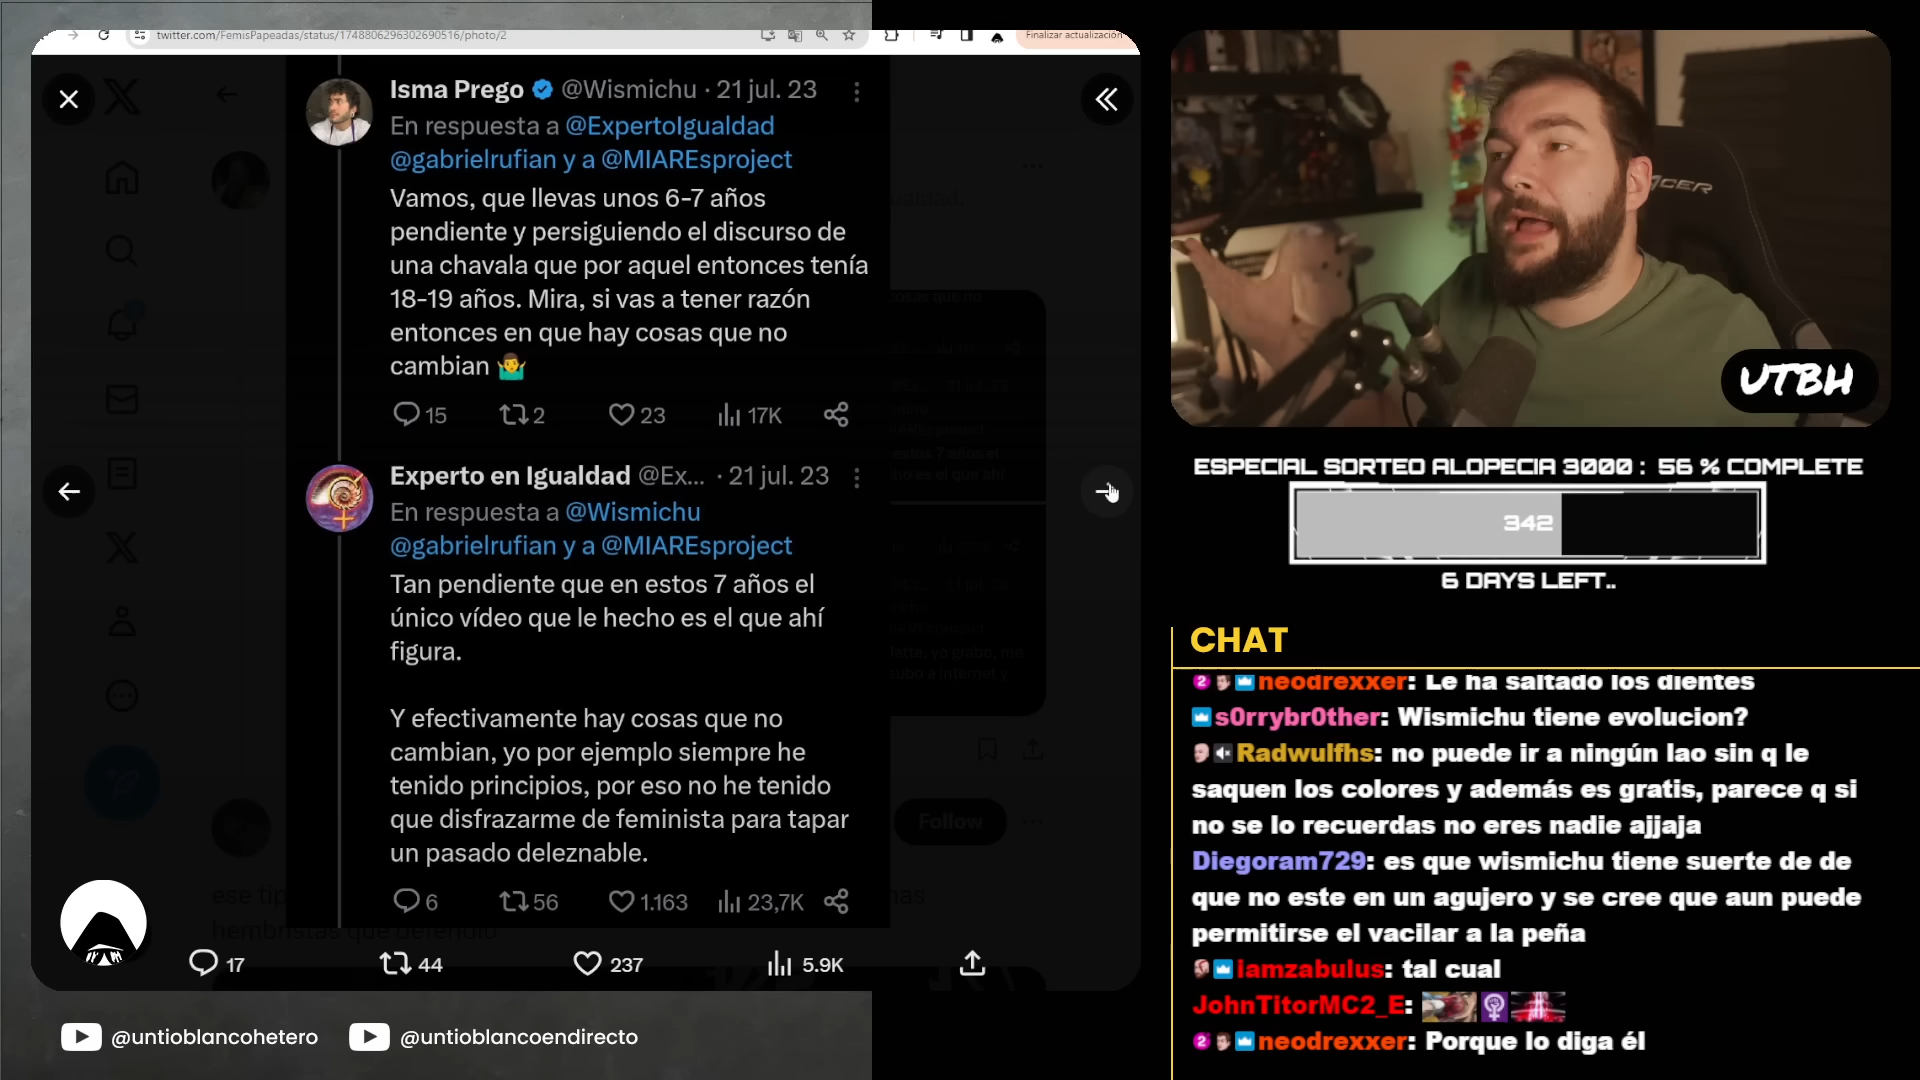 twitter.com/FemisPapeadas/status/1748806296302690516/photo/2
Finalizar actualización
Isma Prego @Wismichu · 21 jul. 23
En respuesta a @ExpertoIgualdad
@gabrielrufian y a @MIAREsproject
Vamos, que llevas unos 6-7 años
pendiente y persiguiendo el discurso de
una chavala que por aquel entonces tenía
18-19 años. Mira, si vas a tener razón
entonces en que hay cosas que no
cambian 🤷‍♂️
15 2 23 17K
Experto en Igualdad @Ex... · 21 jul. 23
En respuesta a @Wismichu
@gabrielrufian y a @MIAREsproject
Tan pendiente que en estos 7 años el
único vídeo que le hecho es el que ahí
figura.
Y efectivamente hay cosas que no
cambian, yo por ejemplo siempre he
tenido principios, por eso no he tenido
que disfrazarme de feminista para tapar
un pasado deleznable.
6 56 1.163 23,7K
Follow
17 44 237 5.9K
@untioblancohetero @untioblancoendirecto
UTBH
ESPECIAL SORTEO ALOPECIA 3000 : 56 % COMPLETE
342
6 DAYS LEFT..
CHAT
neodrexxer: Le ha saltado los dientes
s0rrybr0ther: Wismichu tiene evolucion?
Radwulfhs: no puede ir a ningún lao sin q le
saquen los colores y además es gratis, parece q si
no se lo recuerdas no eres nadie ajjaja
Diegoram729: es que wismichu tiene suerte de de
que no este en un agujero y se cree que aun puede
permitirse el vacilar a la peña
iamzabulus: tal cual
JohnTitorMC2_E:
neodrexxer: Porque lo diga él